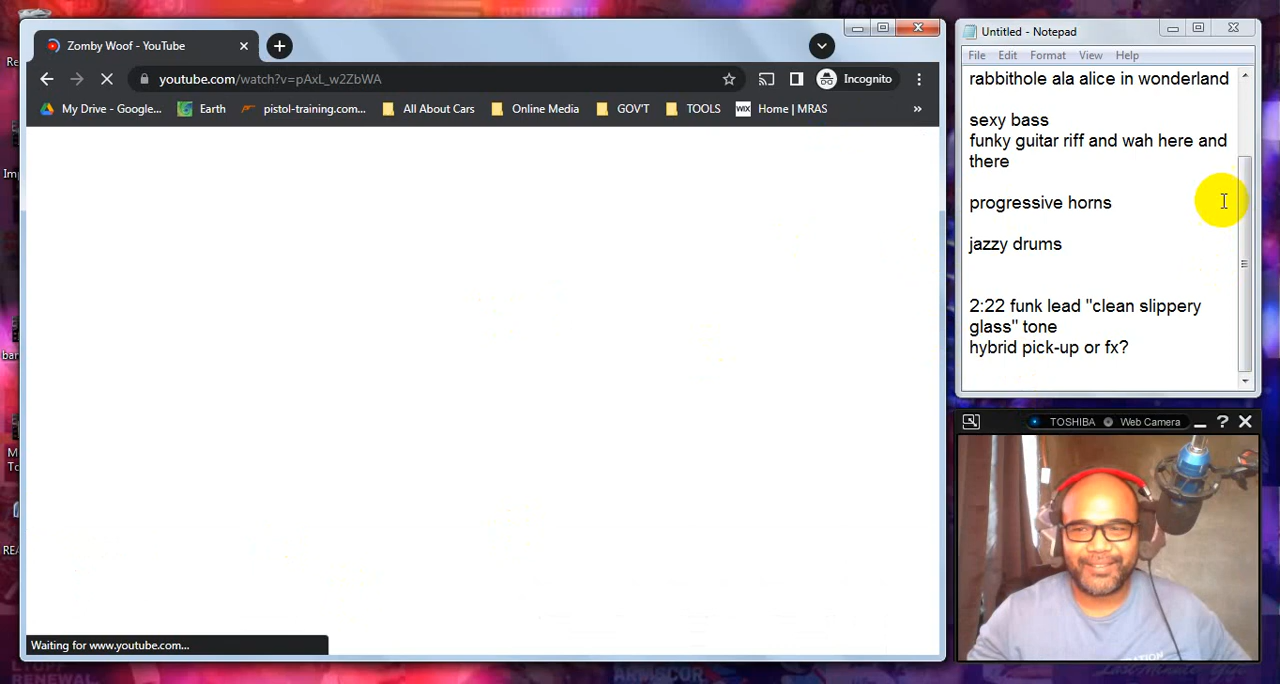 Zomby Woof - YouTube
youtube.com/watch?v=pAxL_w2ZbWA
Incognito
My Drive - Google...
Earth
pistol-training.com...
All About Cars
Online Media
GOV'T
TOOLS
WIX
Home | MRAS
»
Waiting for www.youtube.com...
Untitled - Notepad
File Edit Format View Help
rabbithole ala alice in wonderland
sexy bass
funky guitar riff and wah here and
there
progressive horns
jazzy drums
2:22 funk lead "clean slippery
glass" tone
hybrid pick-up or fx?
TOSHIBA Web Camera
RENEWAL
ARMSCOR